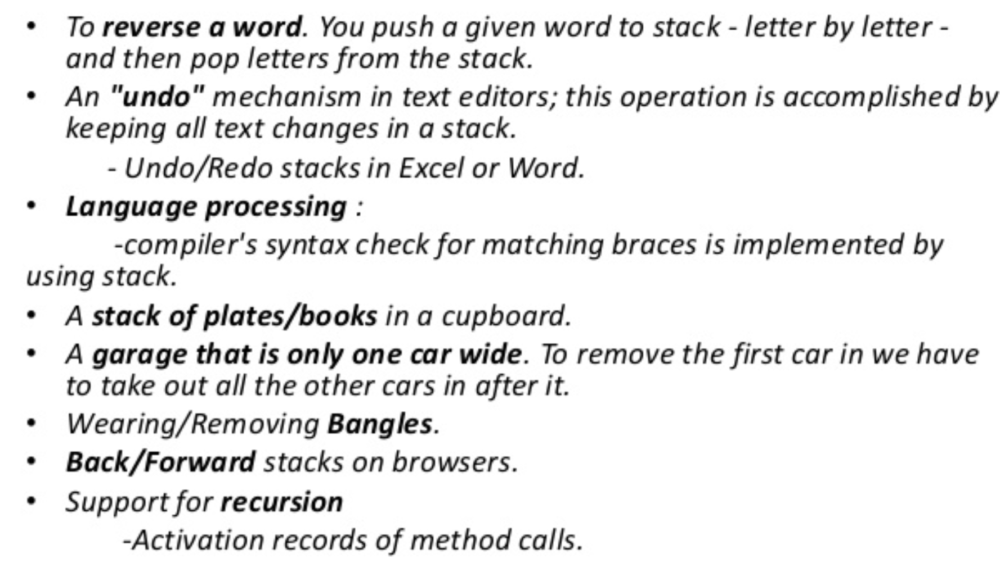 • To reverse a word. You push a given word to stack - letter by letter -
and then pop letters from the stack.
• An "undo" mechanism in text editors; this operation is accomplished by
keeping all text changes in a stack.
- Undo/Redo stacks in Excel or Word.
• Language processing :
-compiler's syntax check for matching braces is implemented by
using stack.
• A stack of plates/books in a cupboard.
• A garage that is only one car wide. To remove the first car in we have
to take out all the other cars in after it.
• Wearing/Removing Bangles.
• Back/Forward stacks on browsers.
• Support for recursion
-Activation records of method calls.